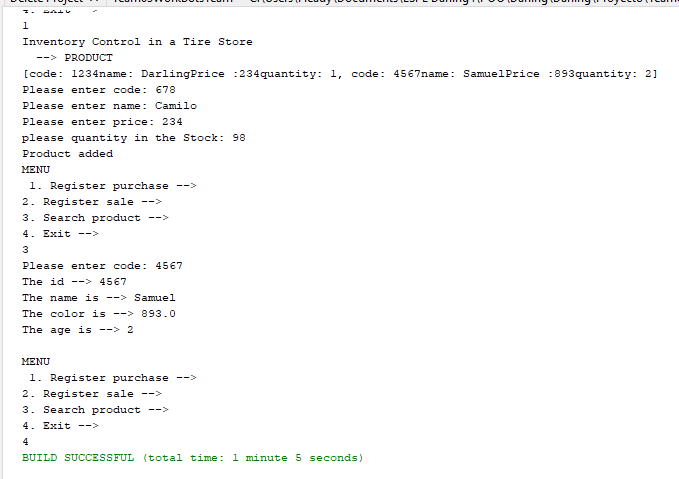 1
Inventory Control in a Tire Store
--> PRODUCT
[code: 1234name: DarlingPrice :234quantity: 1, code: 4567name: SamuelPrice :893quantity: 2]
Please enter code: 678
Please enter name: Camilo
Please enter price: 234
please quantity in the Stock: 98
Product added
MENU
1. Register purchase -->
2. Register sale -->
3. Search product -->
4. Exit -->
3
Please enter code: 4567
The id --> 4567
The name is --> Samuel
The color is --> 893.0
The age is --> 2
MENU
1. Register purchase -->
2. Register sale -->
3. Search product -->
4. Exit -->
4
BUILD SUCCESSFUL (total time: 1 minute 5 seconds)